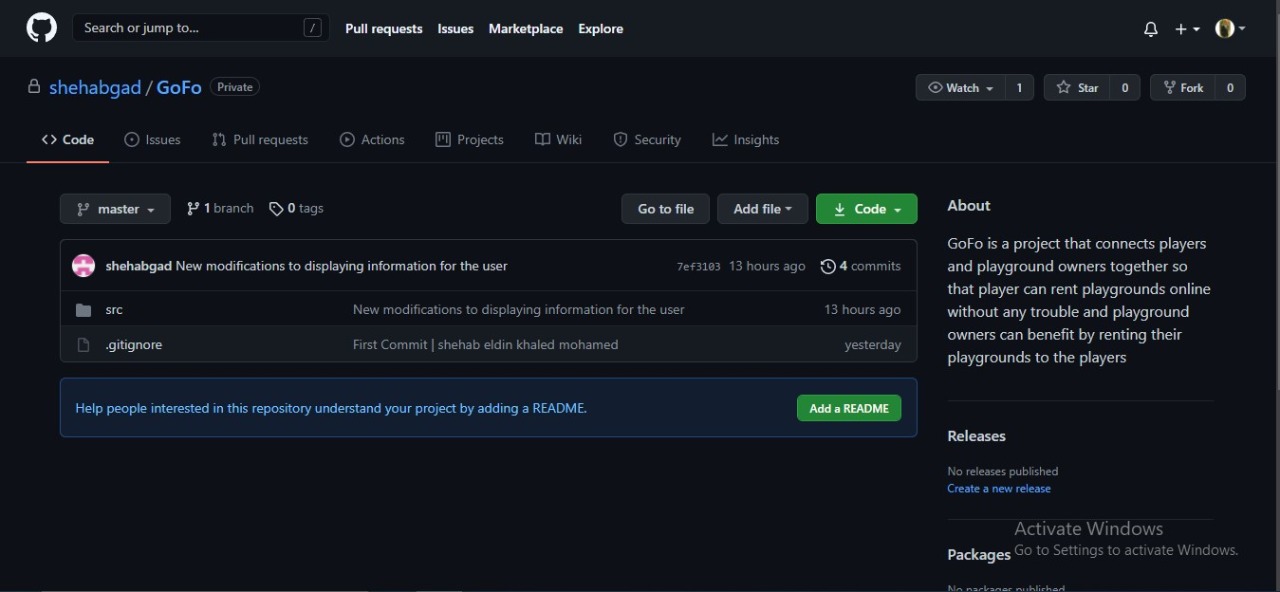 Search or jump to... /
Pull requests Issues Marketplace Explore
shehabgad / GoFo Private
Watch 1 Star 0 Fork 0
Code Issues Pull requests Actions Projects Wiki Security Insights
master 1 branch 0 tags Go to file Add file Code
shehabgad New modifications to displaying information for the user 7ef3103 13 hours ago 4 commits
src New modifications to displaying information for the user 13 hours ago
.gitignore First Commit | shehab eldin khaled mohamed yesterday
Help people interested in this repository understand your project by adding a README. Add a README
About
GoFo is a project that connects players
and playground owners together so
that player can rent playgrounds online
without any trouble and playground
owners can benefit by renting their
playgrounds to the players
Releases
No releases published
Create a new release
Activate Windows
Go to Settings to activate Windows.
Packages
No packages published